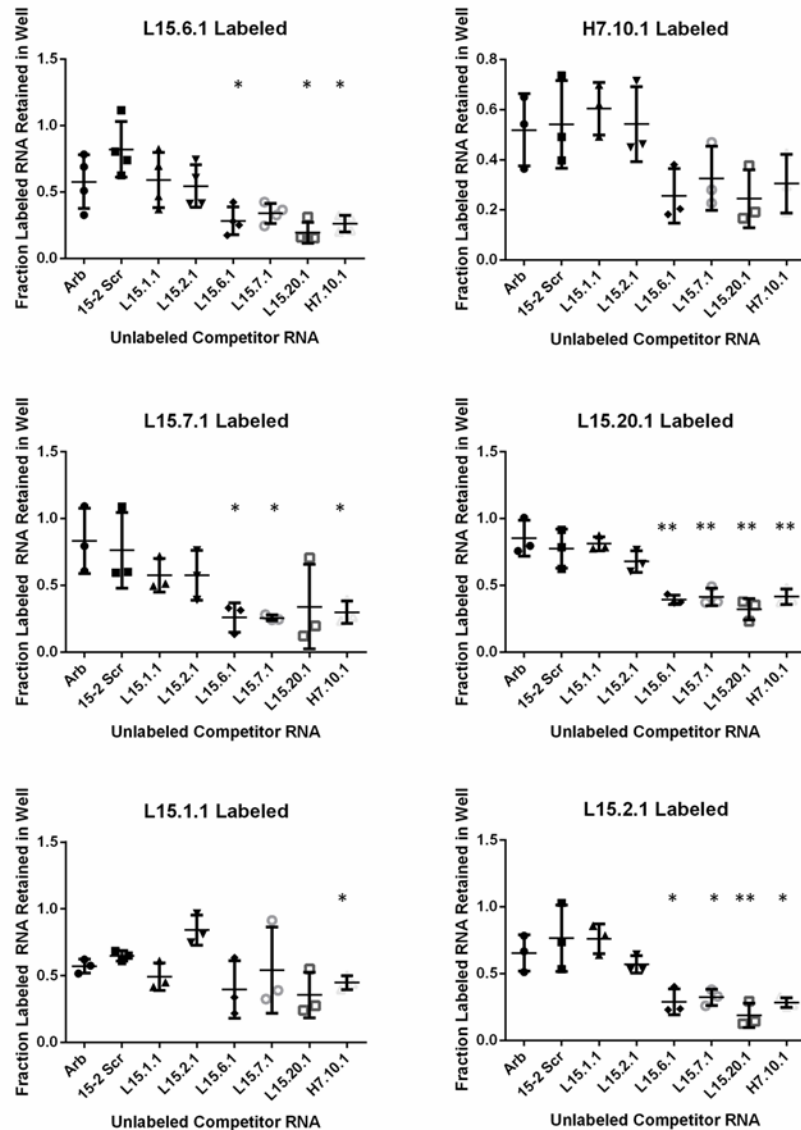 L15.6.1 Labeled
Fraction Labeled RNA Retained in Well
1.5
1.0
0.5
0.0
* * *
Arb
15-2 Scr
L15.1.1
L15.2.1
L15.6.1
L15.7.1
L15.20.1
H7.10.1
Unlabeled Competitor RNA
H7.10.1 Labeled
Fraction Labeled RNA Retained in Well
0.8
0.6
0.4
0.2
0.0
Arb
15-2 Scr
L15.1.1
L15.2.1
L15.6.1
L15.7.1
L15.20.1
H7.10.1
Unlabeled Competitor RNA
L15.7.1 Labeled
Fraction Labeled RNA Retained in Well
1.5
1.0
0.5
0.0
* * *
Arb
15-2 Scr
L15.1.1
L15.2.1
L15.6.1
L15.7.1
L15.20.1
H7.10.1
Unlabeled Competitor RNA
L15.20.1 Labeled
Fraction Labeled RNA Retained in Well
1.5
1.0
0.5
0.0
** ** ** **
Arb
15-2 Scr
L15.1.1
L15.2.1
L15.6.1
L15.7.1
L15.20.1
H7.10.1
Unlabeled Competitor RNA
L15.1.1 Labeled
Fraction Labeled RNA Retained in Well
1.5
1.0
0.5
0.0
*
Arb
15-2 Scr
L15.1.1
L15.2.1
L15.6.1
L15.7.1
L15.20.1
H7.10.1
Unlabeled Competitor RNA
L15.2.1 Labeled
Fraction Labeled RNA Retained in Well
1.5
1.0
0.5
0.0
* * ** *
Arb
15-2 Scr
L15.1.1
L15.2.1
L15.6.1
L15.7.1
L15.20.1
H7.10.1
Unlabeled Competitor RNA